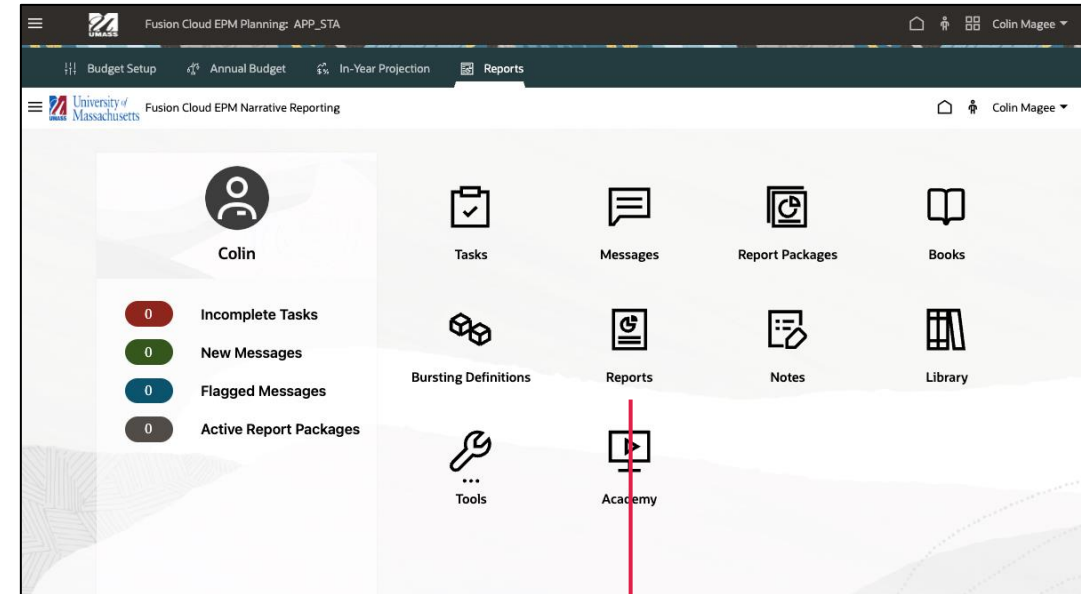 UMASS Fusion Cloud EPM Planning: APP_STA Colin Magee
Budget Setup Annual Budget In-Year Projection Reports
UMASS University of Massachusetts Fusion Cloud EPM Narrative Reporting Colin Magee
Colin
Tasks Messages Report Packages Books
0 Incomplete Tasks
0 New Messages
0 Flagged Messages
0 Active Report Packages
Bursting Definitions Reports Notes Library
Tools Academy